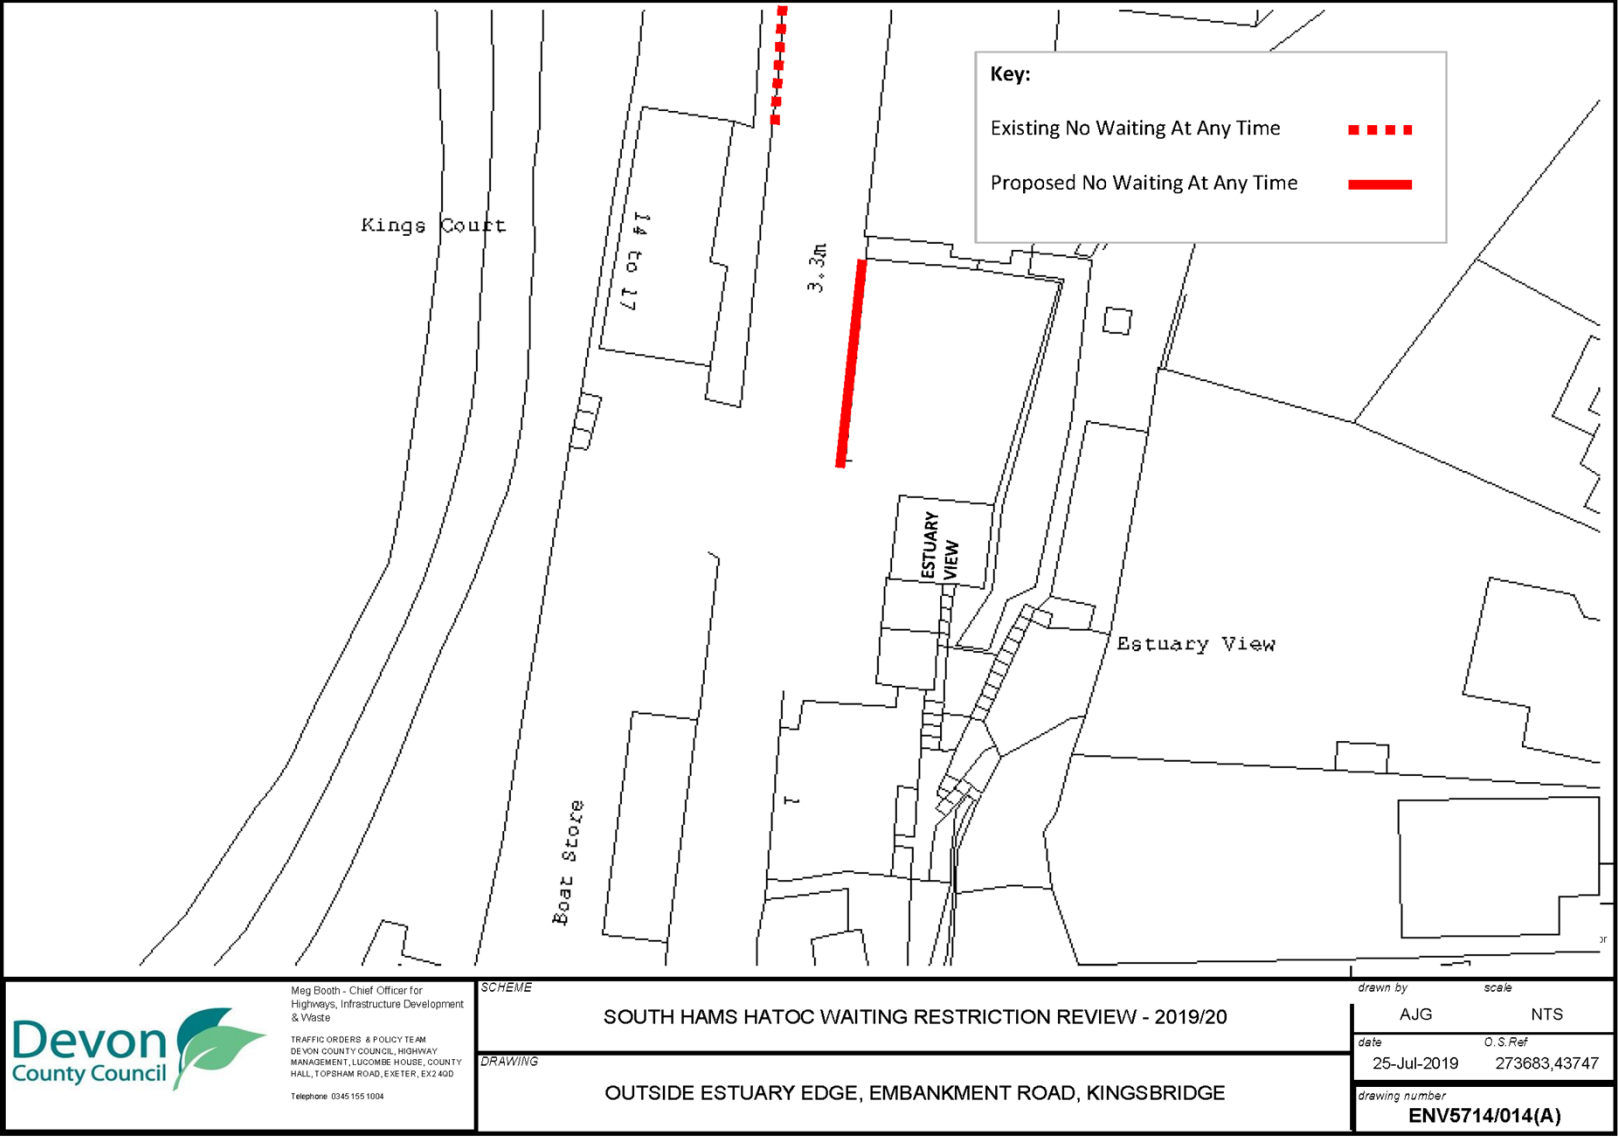 Key:
Existing No Waiting At Any Time
Proposed No Waiting At Any Time
Kings Court
14 to 17
3.3m
ESTUARY
VIEW
Estuary View
1
Boat Store
Devon
County Council
Meg Booth - Chief Officer for
Highways, Infrastructure Development
& Waste
TRAFFIC ORDERS & POLICY TEAM
DEVON COUNTY COUNCIL, HIGHWAY
MANAGEMENT, LUCOMBE HOUSE, COUNTY
HALL, TOPSHAM ROAD, EXETER, EX2 4QD
Telephone 0345 155 1004
SCHEME
SOUTH HAMS HATOC WAITING RESTRICTION REVIEW - 2019/20
DRAWING
OUTSIDE ESTUARY EDGE, EMBANKMENT ROAD, KINGSBRIDGE
drawn by scale
AJG NTS
date O.S.Ref
25-Jul-2019 273683,43747
drawing number
ENV5714/014(A)